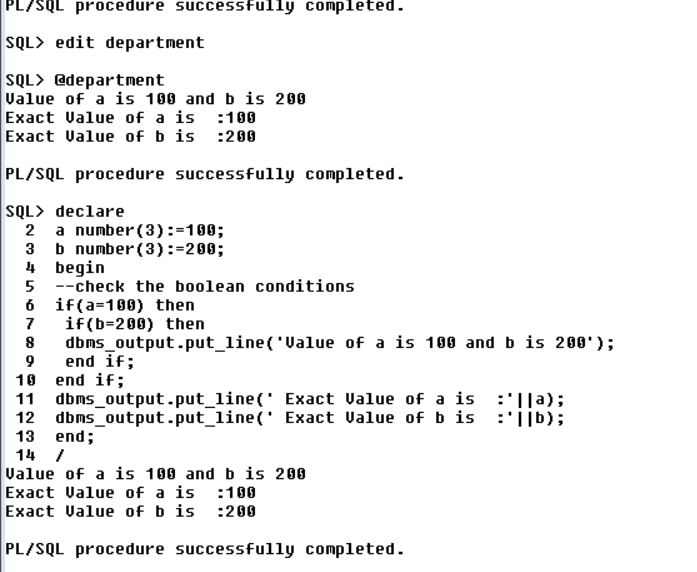 PL/SQL procedure successfully completed.
SQL> edit department
SQL> @department
Value of a is 100 and b is 200
Exact Value of a is  :100
Exact Value of b is  :200
PL/SQL procedure successfully completed.
SQL> declare
  2  a number(3):=100;
  3  b number(3):=200;
  4  begin
  5  --check the boolean conditions
  6  if(a=100) then
  7   if(b=200) then
  8   dbms_output.put_line('Value of a is 100 and b is 200');
  9   end if;
 10  end if;
 11  dbms_output.put_line(' Exact Value of a is  :'||a);
 12  dbms_output.put_line(' Exact Value of b is  :'||b);
 13  end;
 14  /
Value of a is 100 and b is 200
Exact Value of a is  :100
Exact Value of b is  :200
PL/SQL procedure successfully completed.